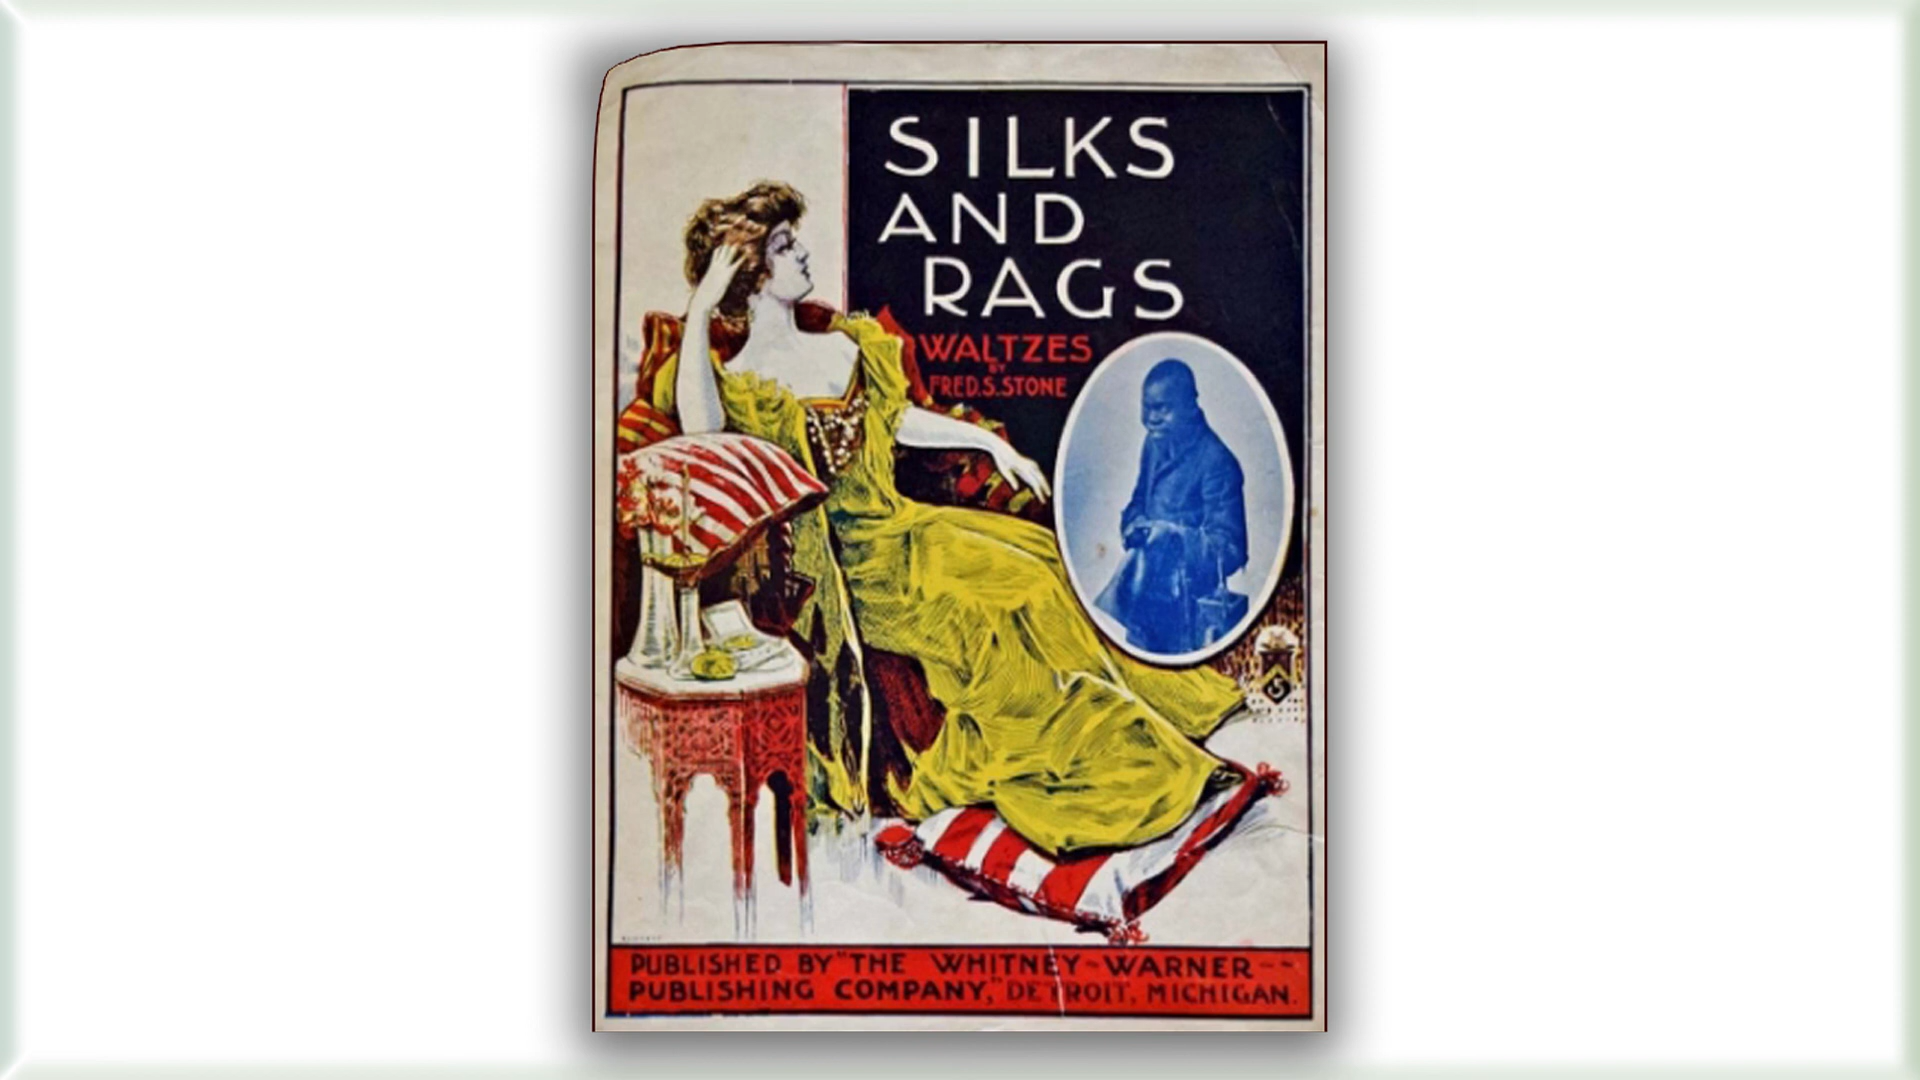 SILKS
AND
RAGS
WALTZES
BY
FRED.S.STONE
PUBLISHED BY "THE WHITNEY-WARNER
PUBLISHING COMPANY," DETROIT, MICHIGAN.